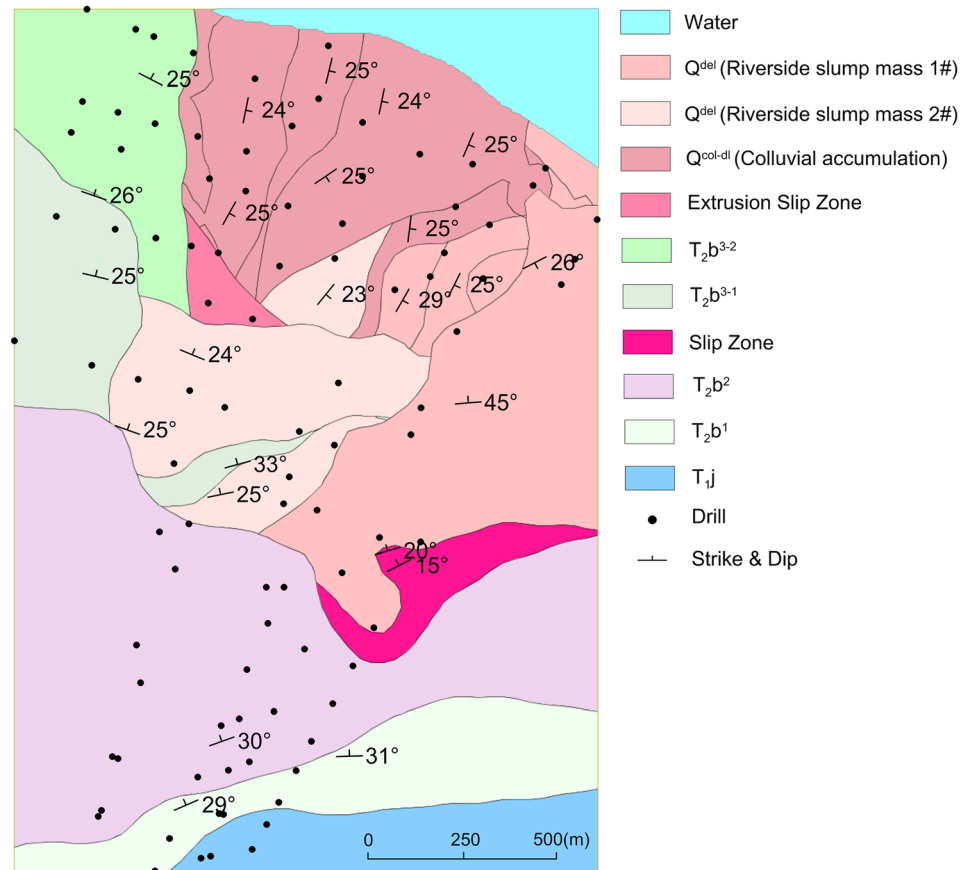 Water
Q^del (Riverside slump mass 1#)
Q^del (Riverside slump mass 2#)
Q^col-dl (Colluvial accumulation)
Extrusion Slip Zone
T₂b³⁻²
T₂b³⁻¹
Slip Zone
T₂b²
T₂b¹
T₁j
Drill
Strike & Dip
25°
25°
24°
24°
25°
25°
26°
25°
25°
25°
26°
23°
29°
25°
24°
45°
25°
33°
25°
20°
15°
30°
31°
29°
0 250 500(m)